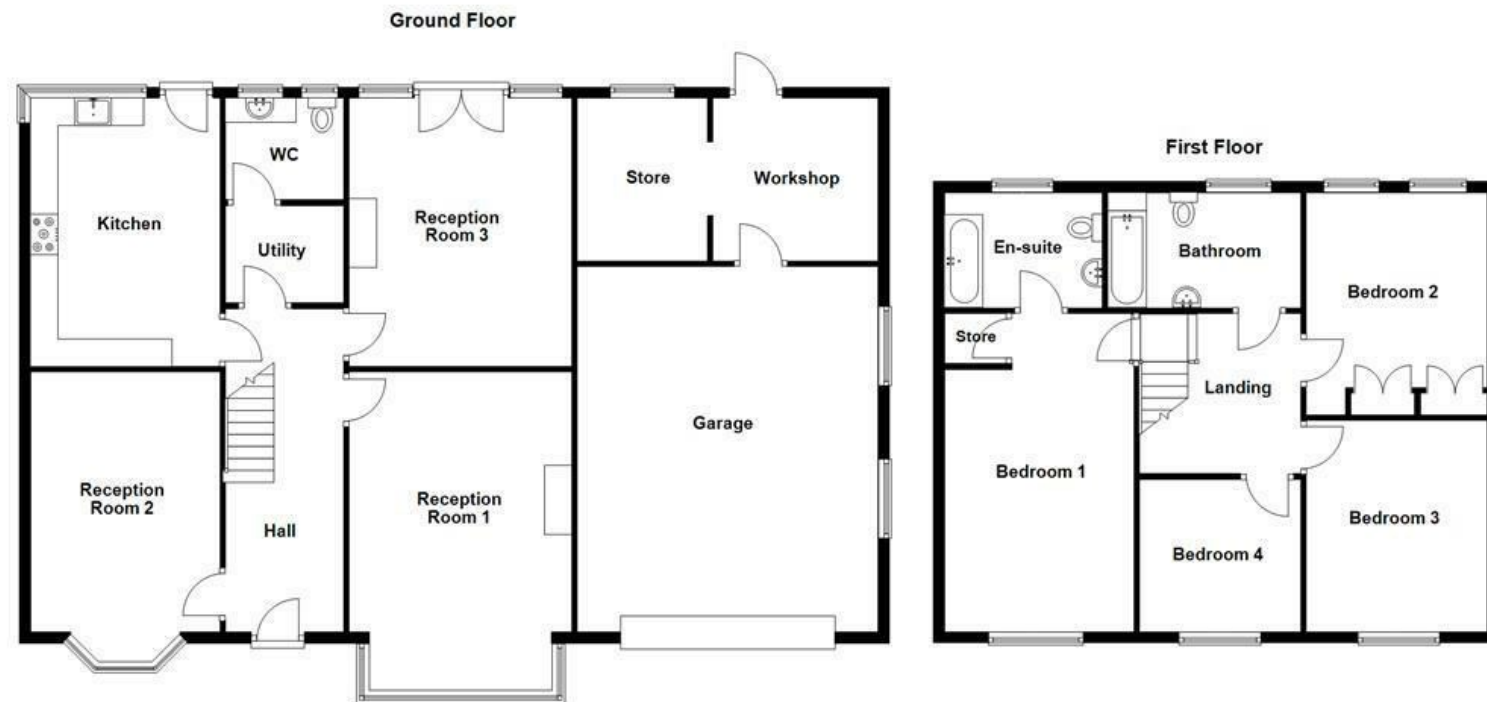 Ground Floor
WC
Store
Workshop
Kitchen
Reception
Room 3
Utility
Garage
Reception
Room 2
Reception
Room 1
Hall
First Floor
En-suite
Bathroom
Bedroom 2
Store
Landing
Bedroom 1
Bedroom 3
Bedroom 4